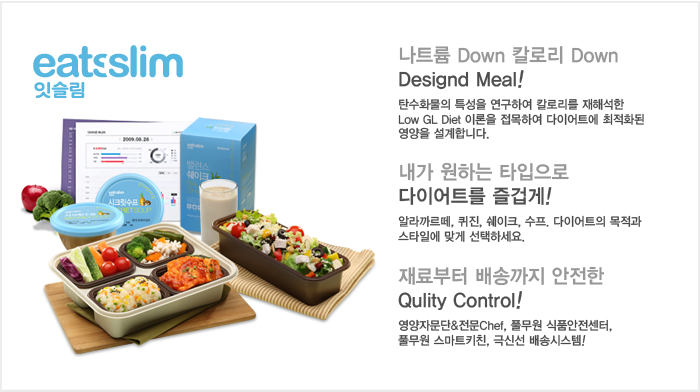 eatsslim
잇슬림
2009.08.26
밸런스
쉐이크
시크릿수프
나트륨 Down 칼로리 Down
Designd Meal!
탄수화물의 특성을 연구하여 칼로리를 재해석한
Low GL Diet 이론을 접목하여 다이어트에 최적화된
영양을 설계합니다.
내가 원하는 타입으로
다이어트를 즐겁게!
알라까르떼, 퀴진, 쉐이크, 수프. 다이어트의 목적과
스타일에 맞게 선택하세요.
재료부터 배송까지 안전한
Qulity Control!
영양자문단&전문Chef, 풀무원 식품안전센터,
풀무원 스마트키친, 극신선 배송시스템!